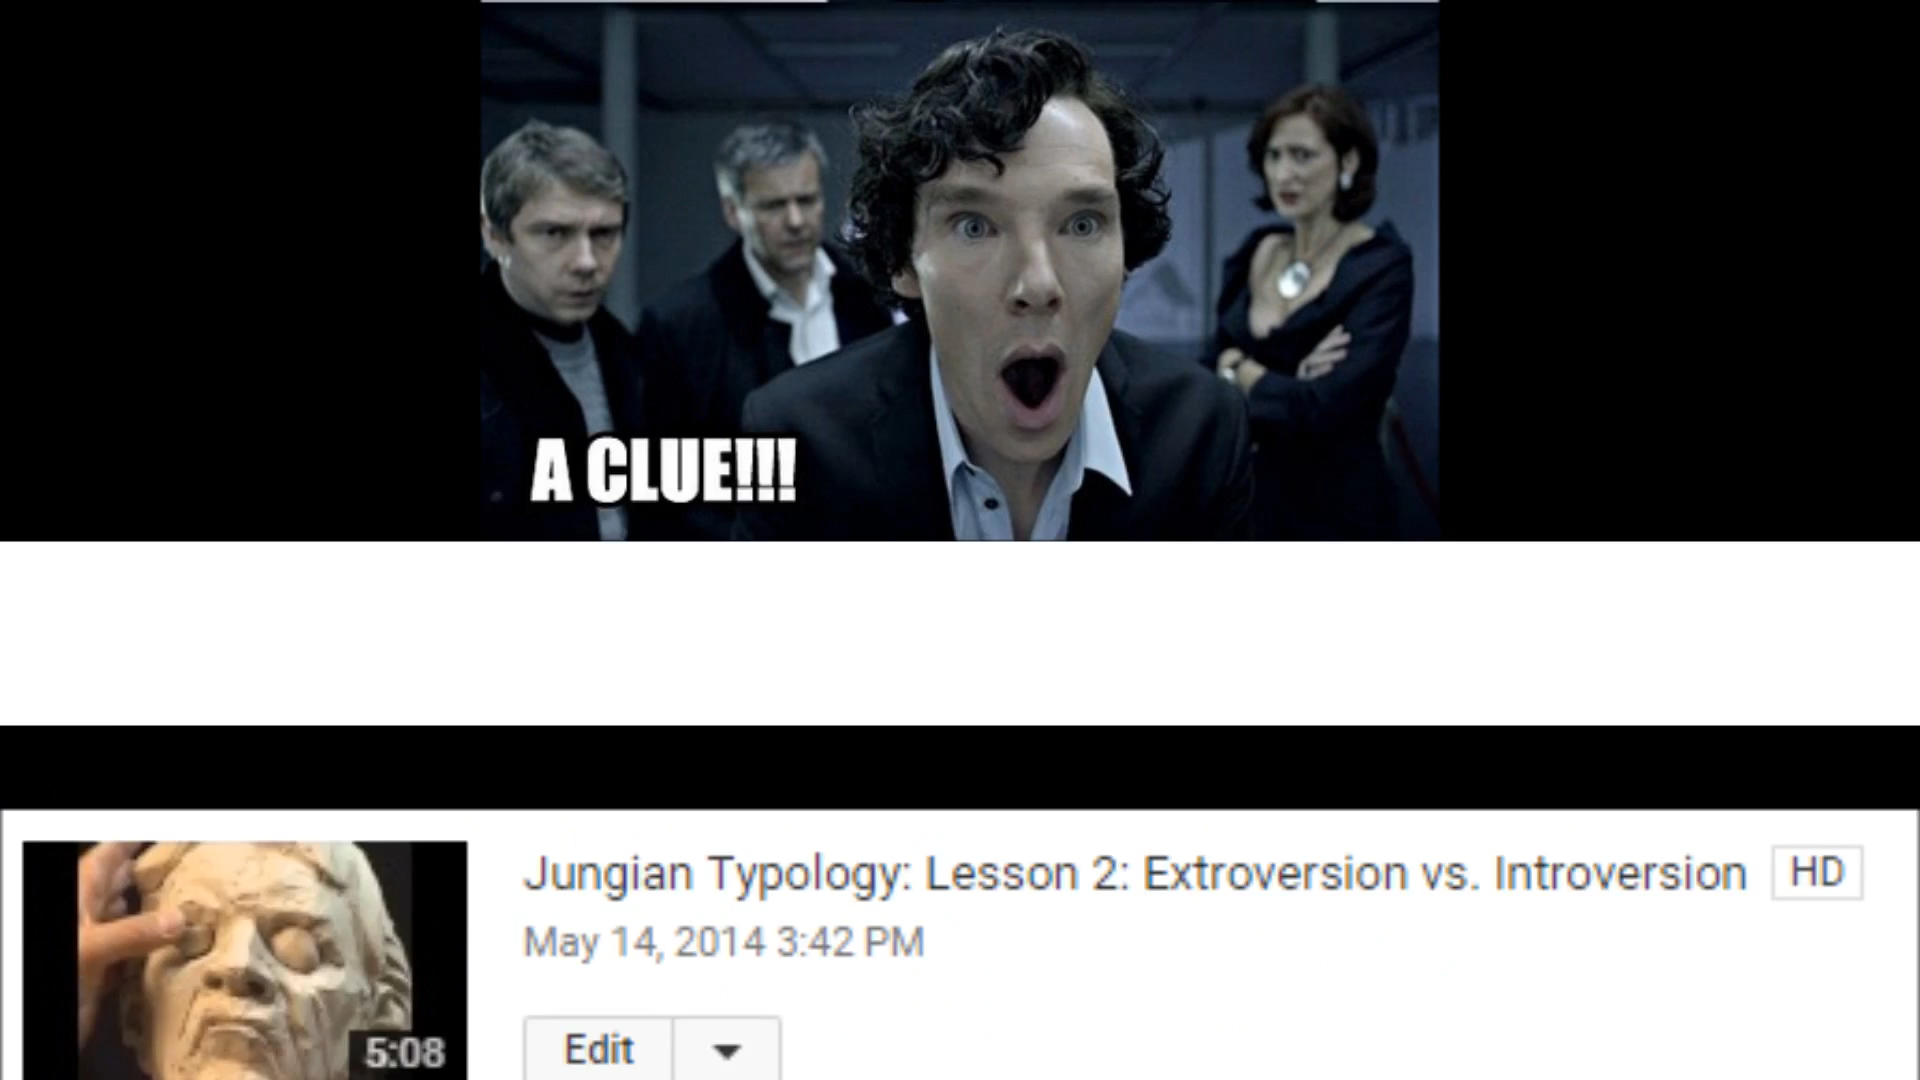 A CLUE!!!
Jungian Typology: Lesson 2: Extroversion vs. Introversion HD
May 14, 2014 3:42 PM
5:08
Edit